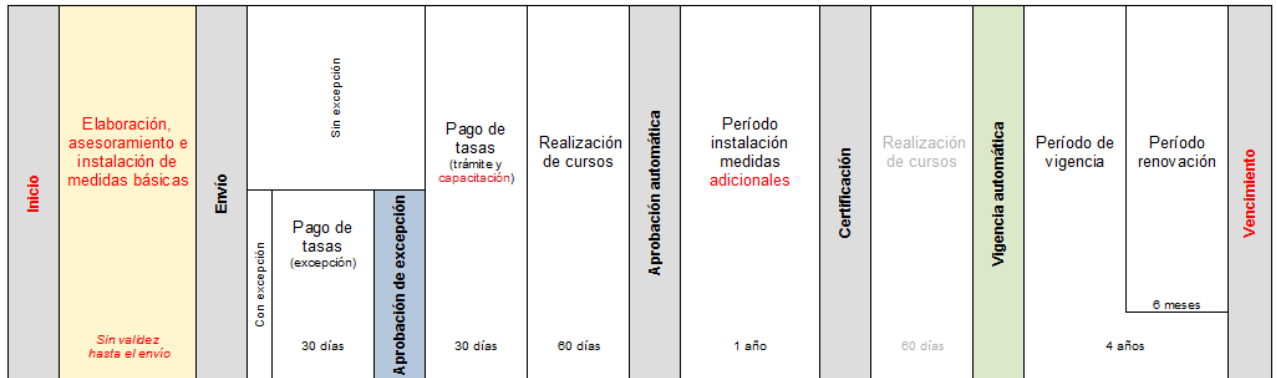 Inicio
Elaboración,
asesoramiento e
instalación de
medidas básicas
Sin validez
hasta el envío
Envío
Sin excepción
Con excepción
Pago de
tasas
(excepción)
30 días
Aprobación de excepción
Pago de
tasas
(trámite y
capacitación)
30 días
Realización
de cursos
60 días
Aprobación automática
Período
instalación
medidas
adicionales
1 año
Certificación
Realización
de cursos
60 días
Vigencia automática
Período de
vigencia
Período
renovación
6 meses
4 años
Vencimiento